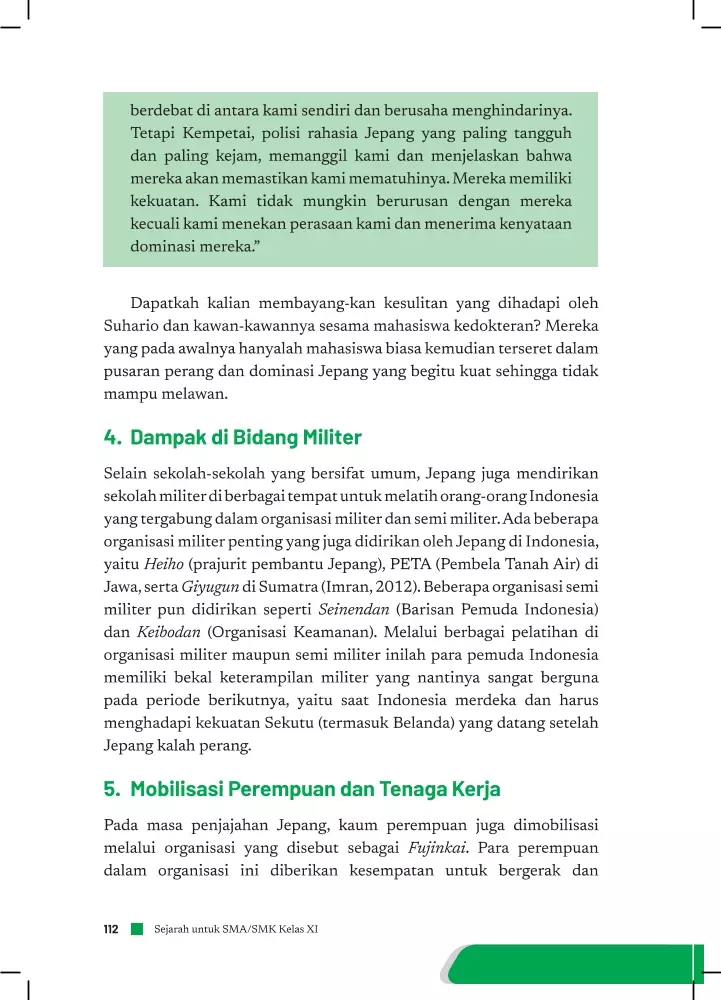 berdebat di antara kami sendiri dan berusaha menghindarinya.
Tetapi Kempetai, polisi rahasia Jepang yang paling tangguh
dan paling kejam, memanggil kami dan menjelaskan bahwa
mereka akan memastikan kami mematuhinya. Mereka memiliki
kekuatan. Kami tidak mungkin berurusan dengan mereka
kecuali kami menekan perasaan kami dan menerima kenyataan
dominasi mereka.”
Dapatkah kalian membayang-kan kesulitan yang dihadapi oleh
Suhario dan kawan-kawannya sesama mahasiswa kedokteran? Mereka
yang pada awalnya hanyalah mahasiswa biasa kemudian terseret dalam
pusaran perang dan dominasi Jepang yang begitu kuat sehingga tidak
mampu melawan.
4. Dampak di Bidang Militer
Selain sekolah-sekolah yang bersifat umum, Jepang juga mendirikan
sekolah militer di berbagai tempat untuk melatih orang-orang Indonesia
yang tergabung dalam organisasi militer dan semi militer. Ada beberapa
organisasi militer penting yang juga didirikan oleh Jepang di Indonesia,
yaitu Heiho (prajurit pembantu Jepang), PETA (Pembela Tanah Air) di
Jawa, serta Giyugun di Sumatra (Imran, 2012). Beberapa organisasi semi
militer pun didirikan seperti Seinendan (Barisan Pemuda Indonesia)
dan Keibodan (Organisasi Keamanan). Melalui berbagai pelatihan di
organisasi militer maupun semi militer inilah para pemuda Indonesia
memiliki bekal keterampilan militer yang nantinya sangat berguna
pada periode berikutnya, yaitu saat Indonesia merdeka dan harus
menghadapi kekuatan Sekutu (termasuk Belanda) yang datang setelah
Jepang kalah perang.
5. Mobilisasi Perempuan dan Tenaga Kerja
Pada masa penjajahan Jepang, kaum perempuan juga dimobilisasi
melalui organisasi yang disebut sebagai Fujinkai. Para perempuan
dalam organisasi ini diberikan kesempatan untuk bergerak dan
112 Sejarah untuk SMA/SMK Kelas XI